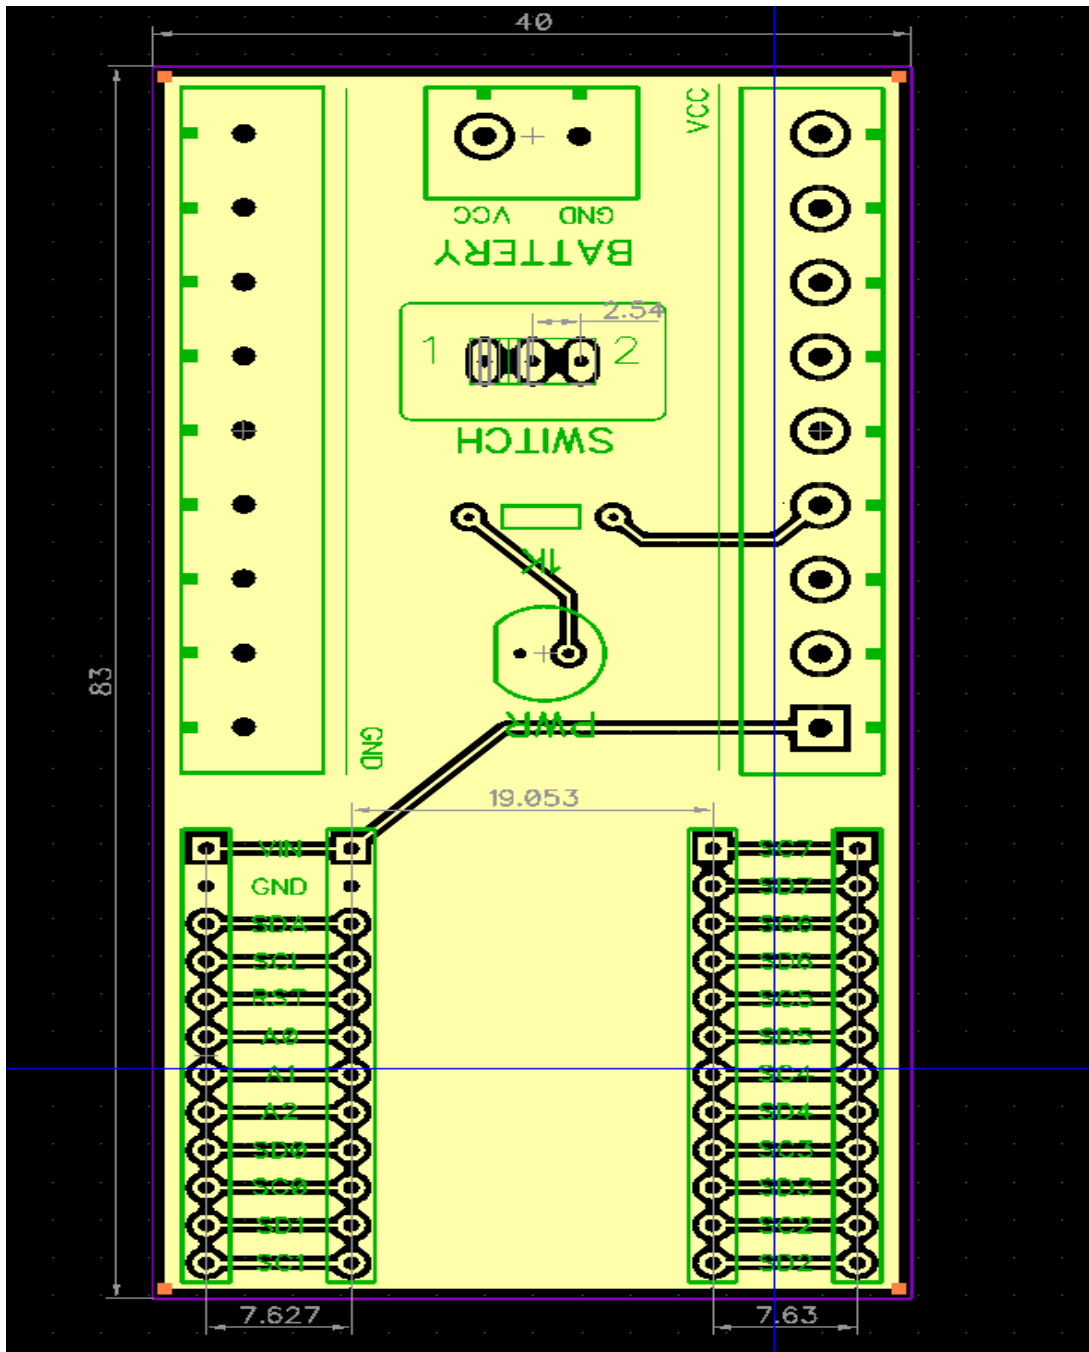 40
VCC
VCC GND
BATTERY
2.54
1 2
SWITCH
1K
83
PWR
GND
19.053
VIN SC7
GND SD7
SDA SC6
SCL SD6
RST SC5
A0 SD5
A1 SC4
A2 SD4
SD0 SC3
SC0 SD3
SD1 SC2
SC1 SD2
7.627 7.63